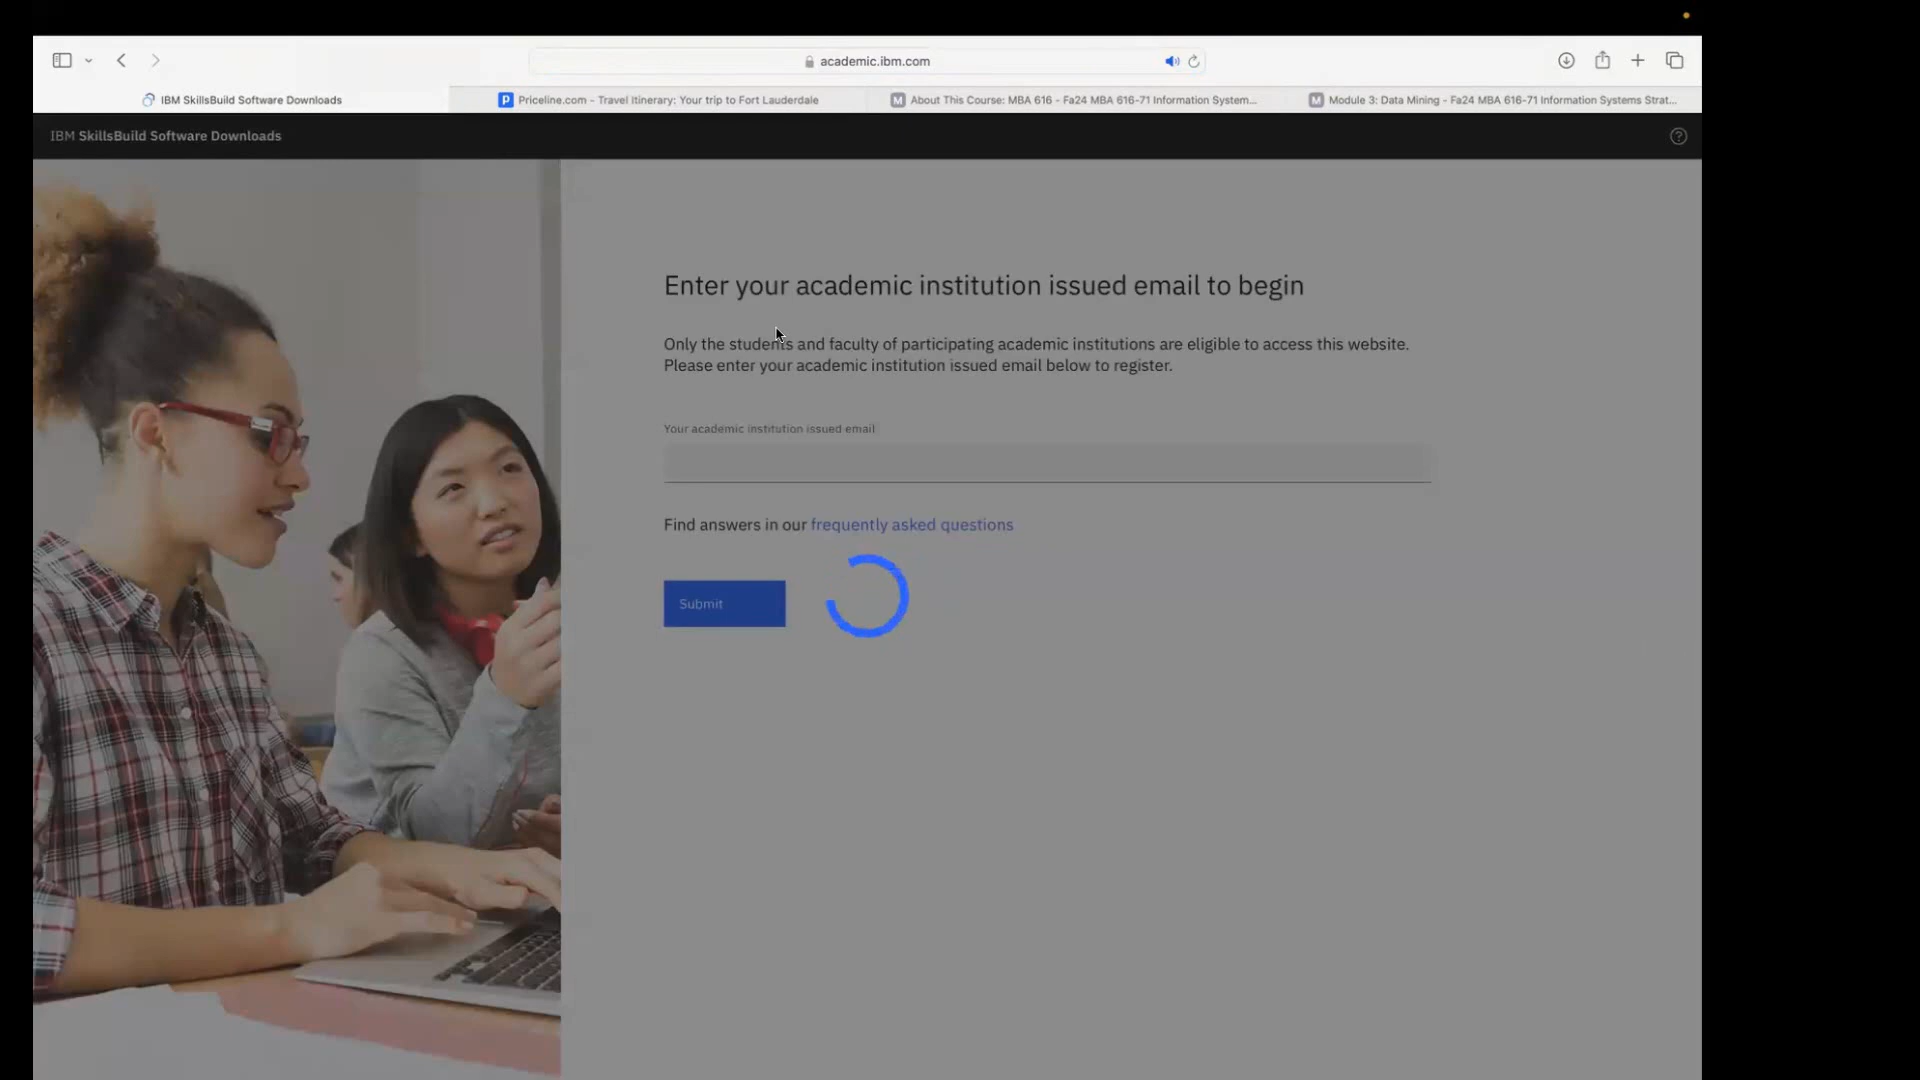 academic.ibm.com
IBM SkillsBuild Software Downloads
Priceline.com - Travel Itinerary: Your trip to Fort Lauderdale
About This Course: MBA 616 - Fa24 MBA 616-71 Information System...
Module 3: Data Mining - Fa24 MBA 616-71 Information Systems Strat...
IBM SkillsBuild Software Downloads
Enter your academic institution issued email to begin
Only the students and faculty of participating academic institutions are eligible to access this website.
Please enter your academic institution issued email below to register.
Your academic institution issued email
Find answers in our frequently asked questions
Submit